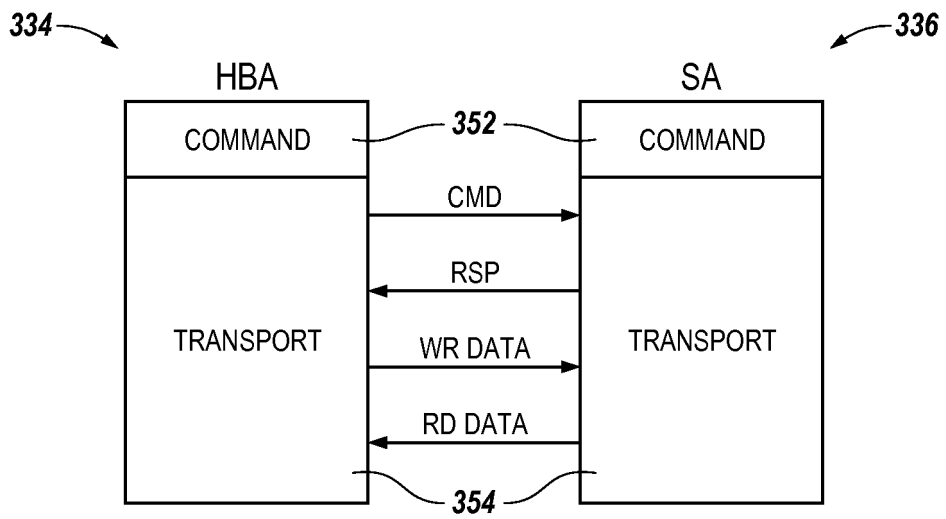 334
336
HBA
SA
COMMAND
352
COMMAND
CMD
RSP
TRANSPORT
WR DATA
TRANSPORT
RD DATA
354